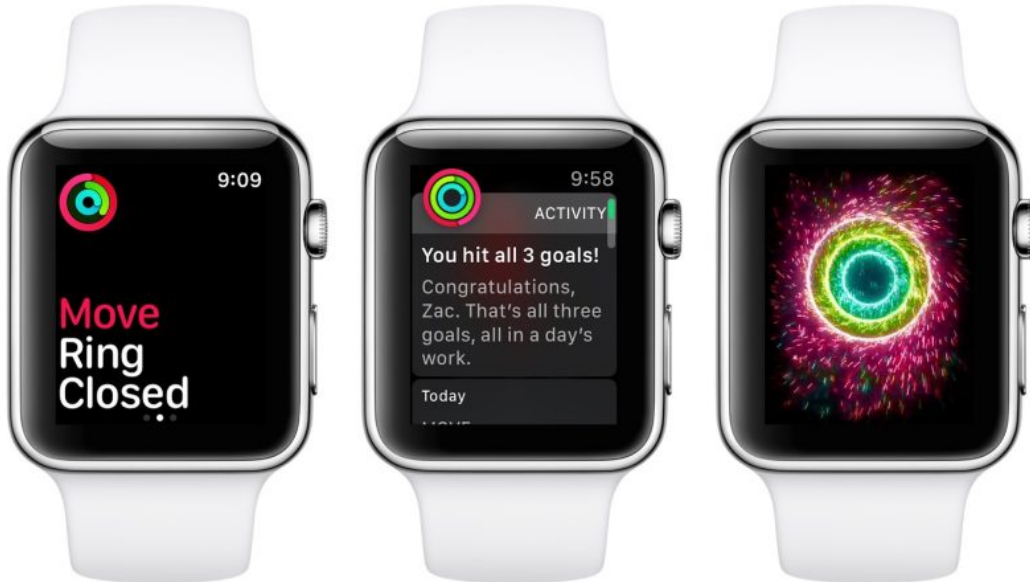 9:09
Move
Ring
Closed
9:58
ACTIVITY
You hit all 3 goals!
Congratulations,
Zac. That's all three
goals, all in a day's
work.
Today
MOVE